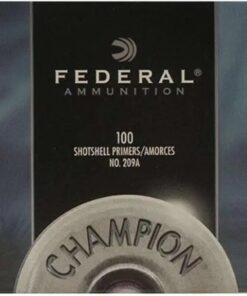 FEDERAL®
AMMUNITION
100
SHOTSHELL PRIMERS/AMORCES
NO. 209A
CHAMPION